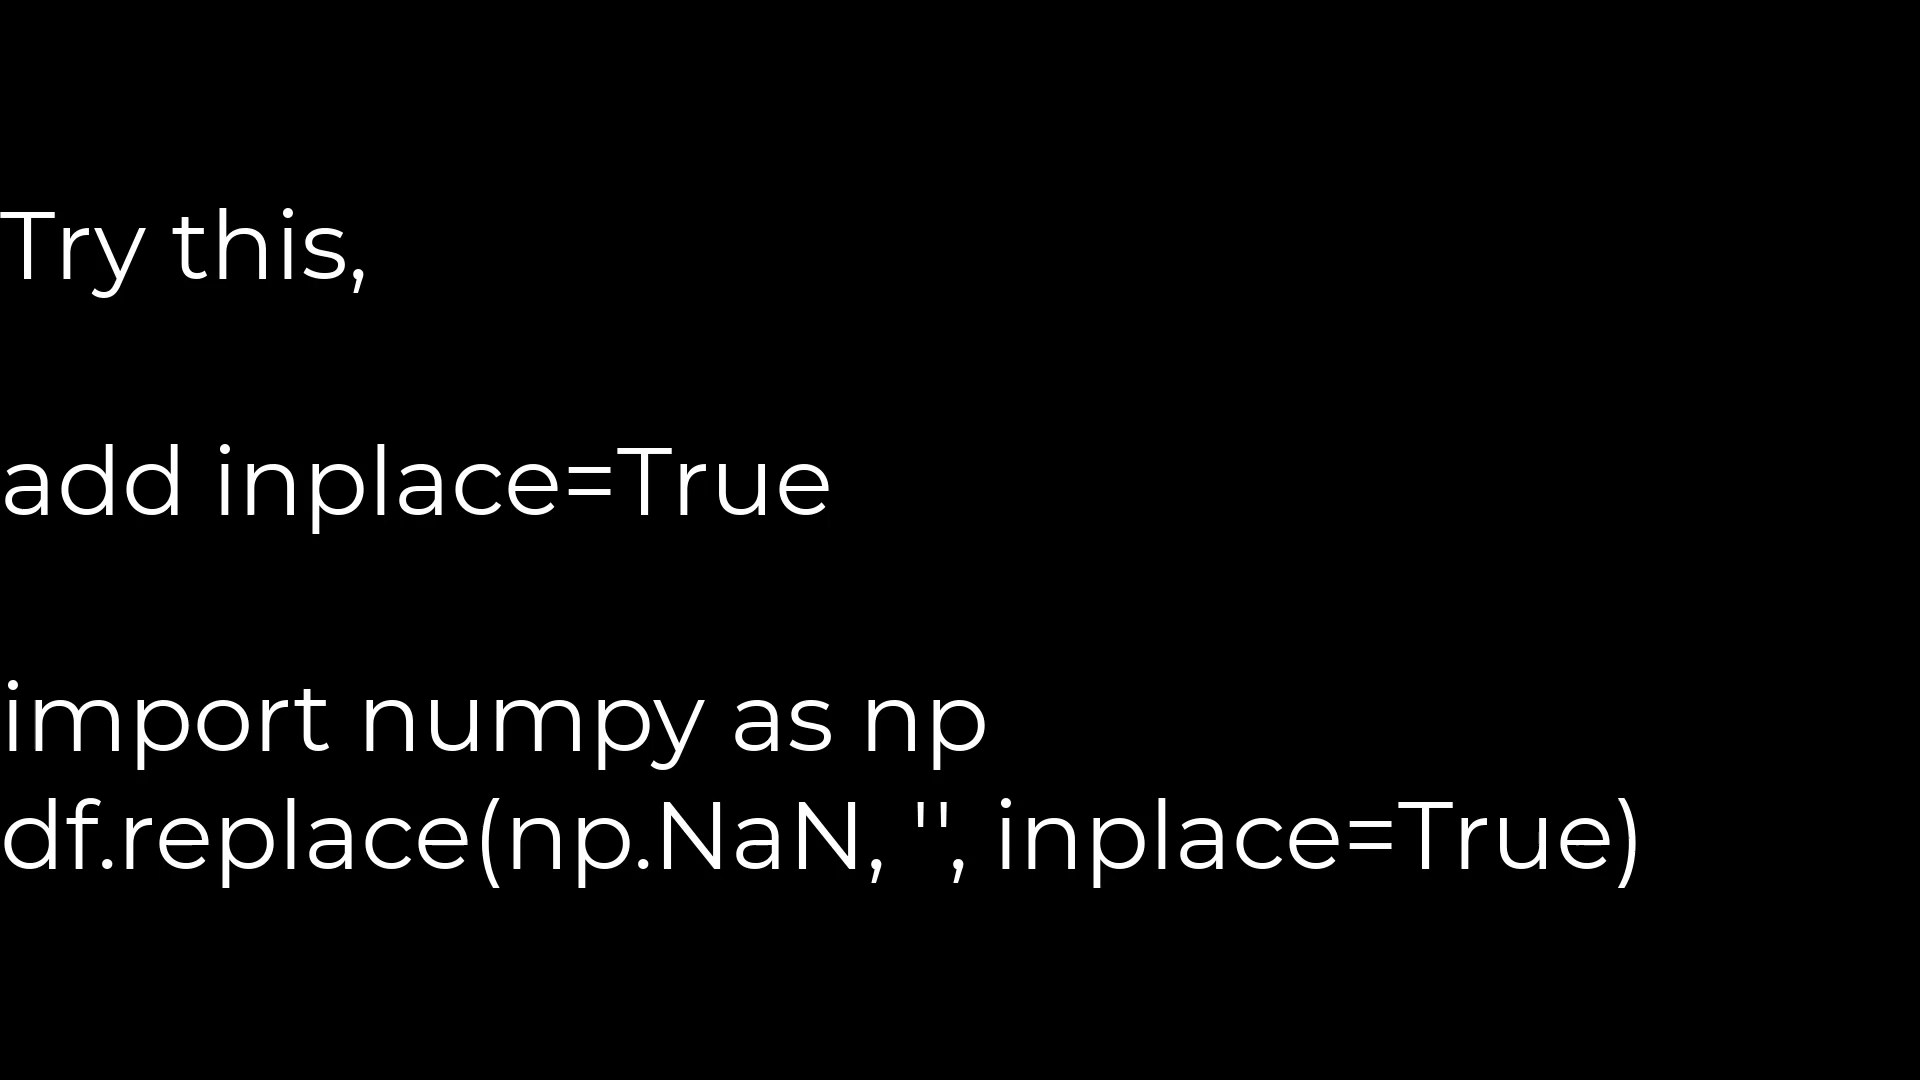 Try this,
add inplace=True
import numpy as np
df.replace(np.NaN, '', inplace=True)